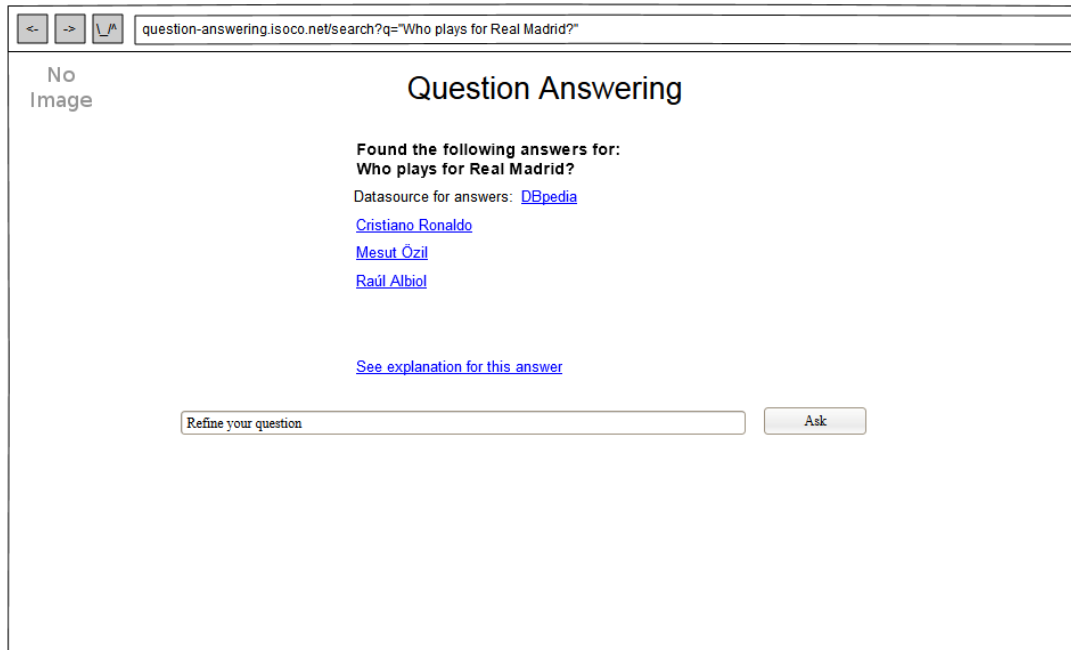 <- -> \_/^ question-answering.isoco.net/search?q="Who plays for Real Madrid?"
No
Image
Question Answering
Found the following answers for:
Who plays for Real Madrid?
Datasource for answers: DBpedia
Cristiano Ronaldo
Mesut Özil
Raúl Albiol
See explanation for this answer
Refine your question Ask